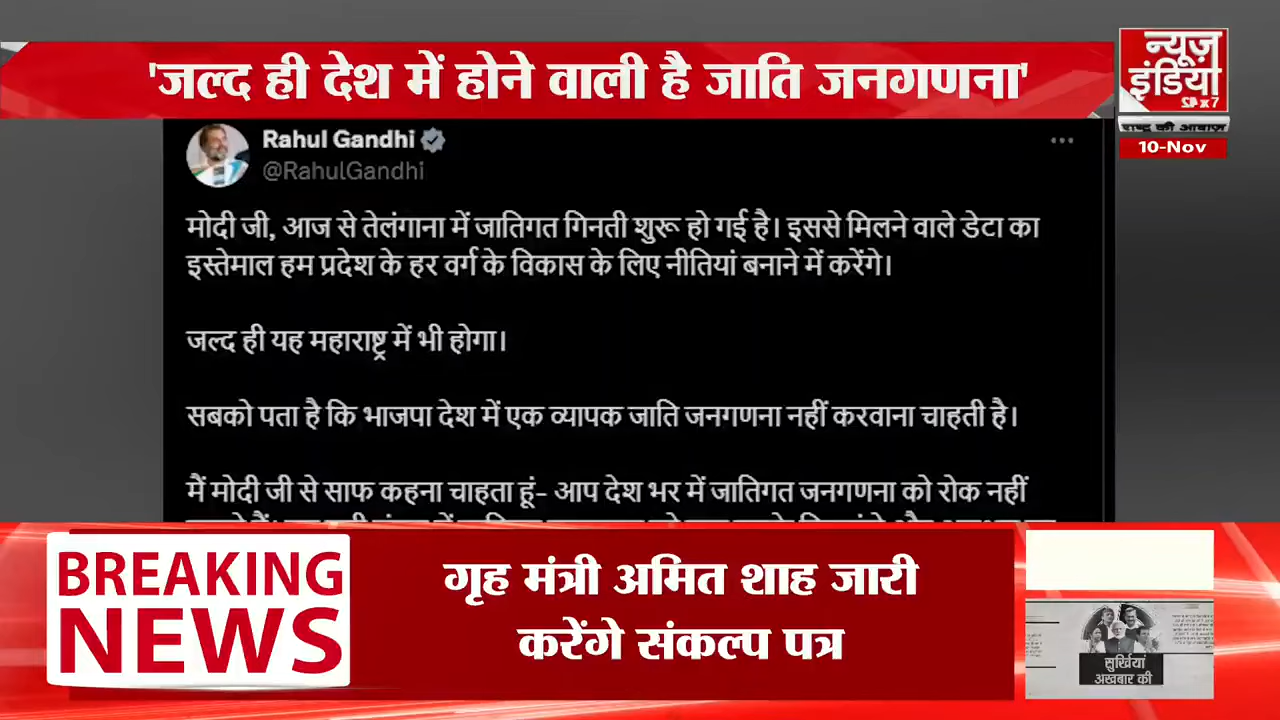 'जल्द ही देश में होने वाली है जाति जनगणना'
न्यूज़
इंडिया
24x7
राष्ट्र की आवाज़
10-Nov
Rahul Gandhi
@RahulGandhi
मोदी जी, आज से तेलंगाना में जातिगत गिनती शुरू हो गई है। इससे मिलने वाले डेटा का
इस्तेमाल हम प्रदेश के हर वर्ग के विकास के लिए नीतियां बनाने में करेंगे।
जल्द ही यह महाराष्ट्र में भी होगा।
सबको पता है कि भाजपा देश में एक व्यापक जाति जनगणना नहीं करवाना चाहती है।
मैं मोदी जी से साफ कहना चाहता हूं- आप देश भर में जातिगत जनगणना को रोक नहीं
BREAKING
NEWS
गृह मंत्री अमित शाह जारी
करेंगे संकल्प पत्र
सुर्खियां
अखबार की